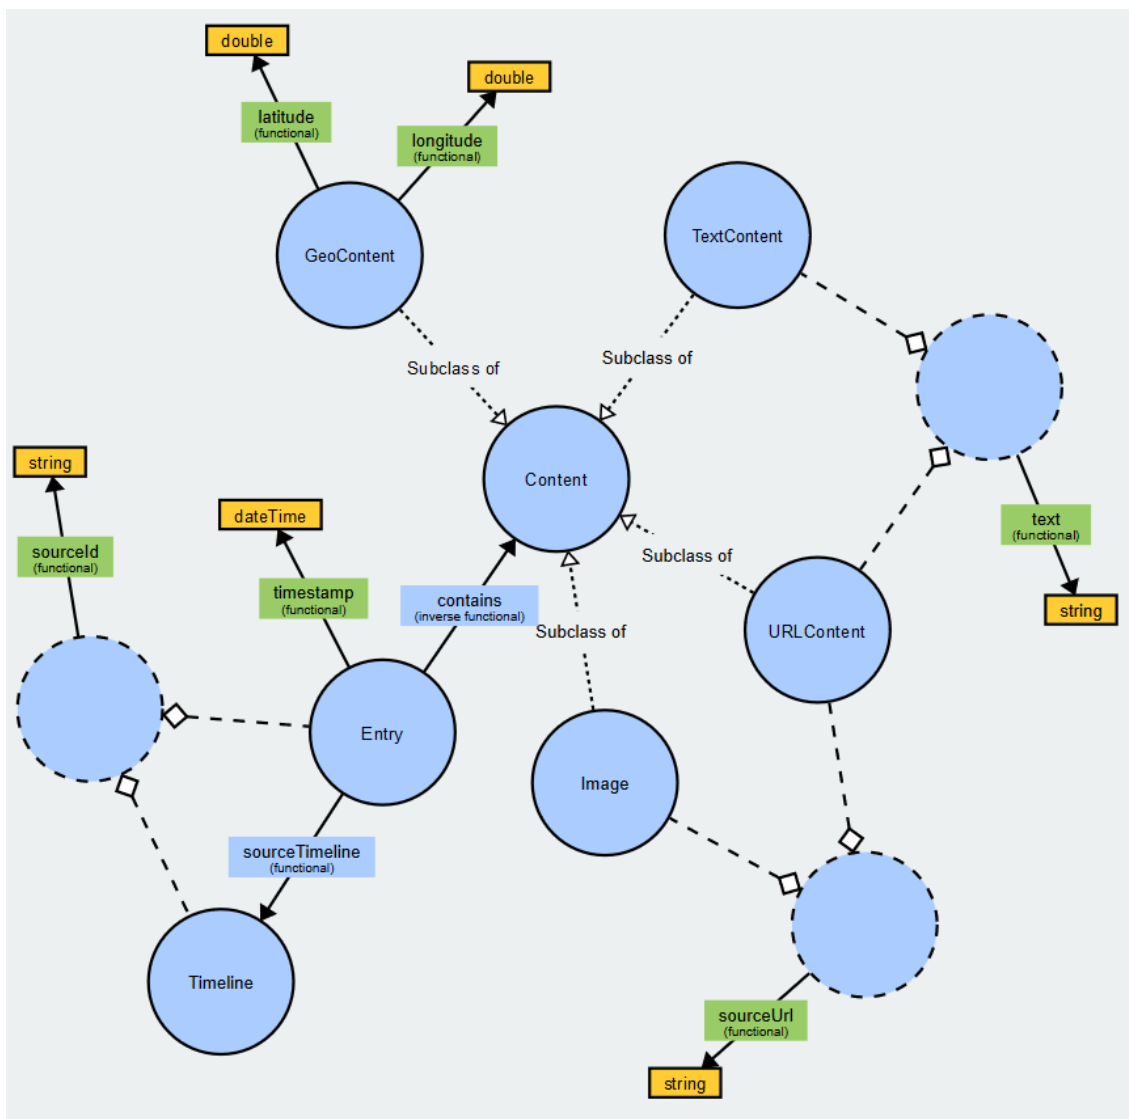 double
double
latitude
(functional)
longitude
(functional)
TextContent
GeoContent
Subclass of
Subclass of
string
Content
dateTime
text
(functional)
sourceId
(functional)
Subclass of
timestamp
(functional)
contains
(inverse functional)
string
Subclass of
URLContent
Entry
Image
sourceTimeline
(functional)
Timeline
sourceUrl
(functional)
string